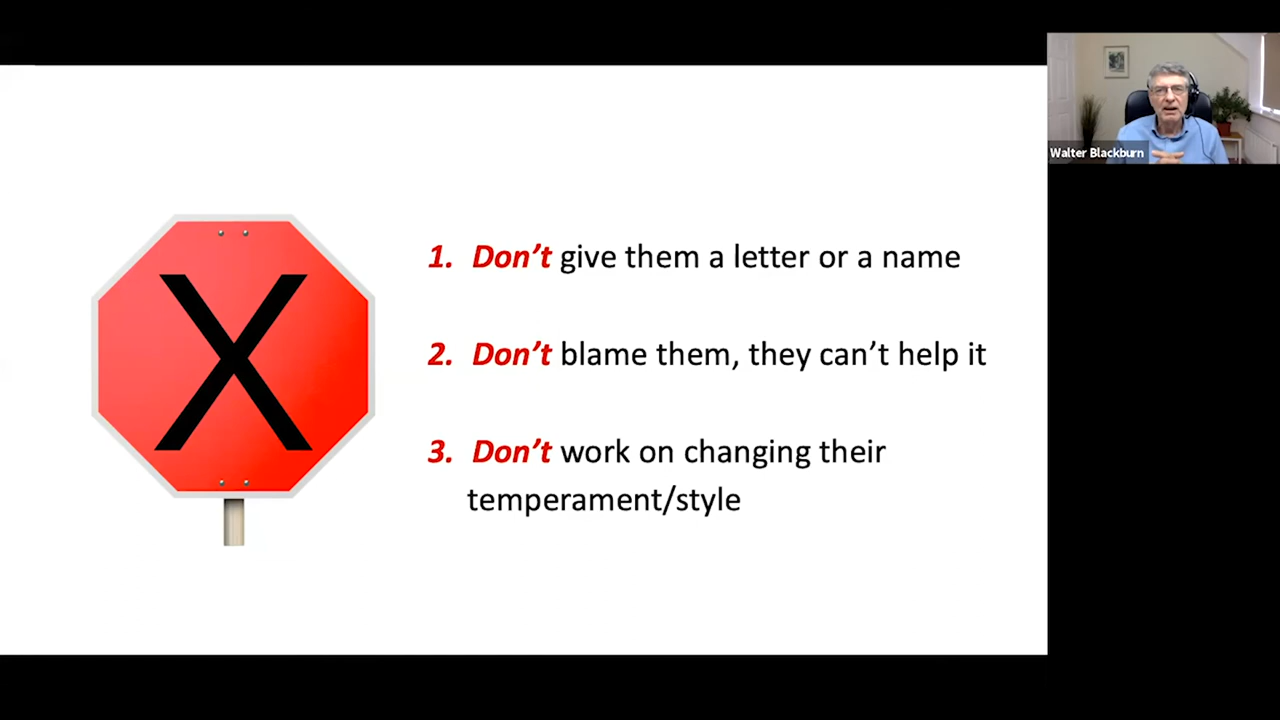 Walter Blackburn
X
1. Don't give them a letter or a name
2. Don't blame them, they can't help it
3. Don't work on changing their
temperament/style